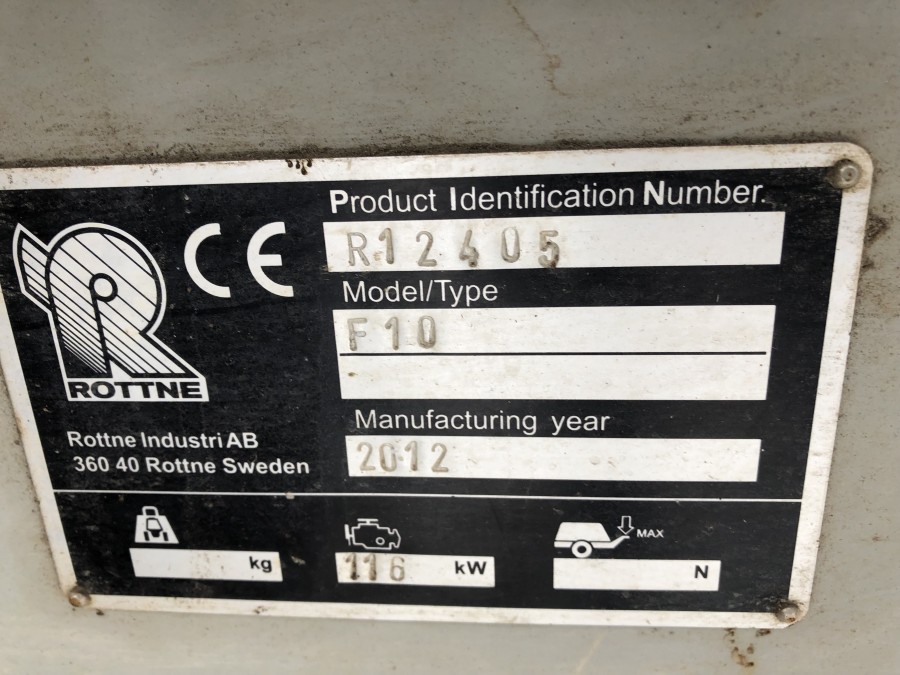 Product Identification Number.
R12405
Model/Type
F10
Manufacturing year
2012
CE
ROTTNE
Rottne Industri AB
360 40 Rottne Sweden
kg
116 kW
MAX
N